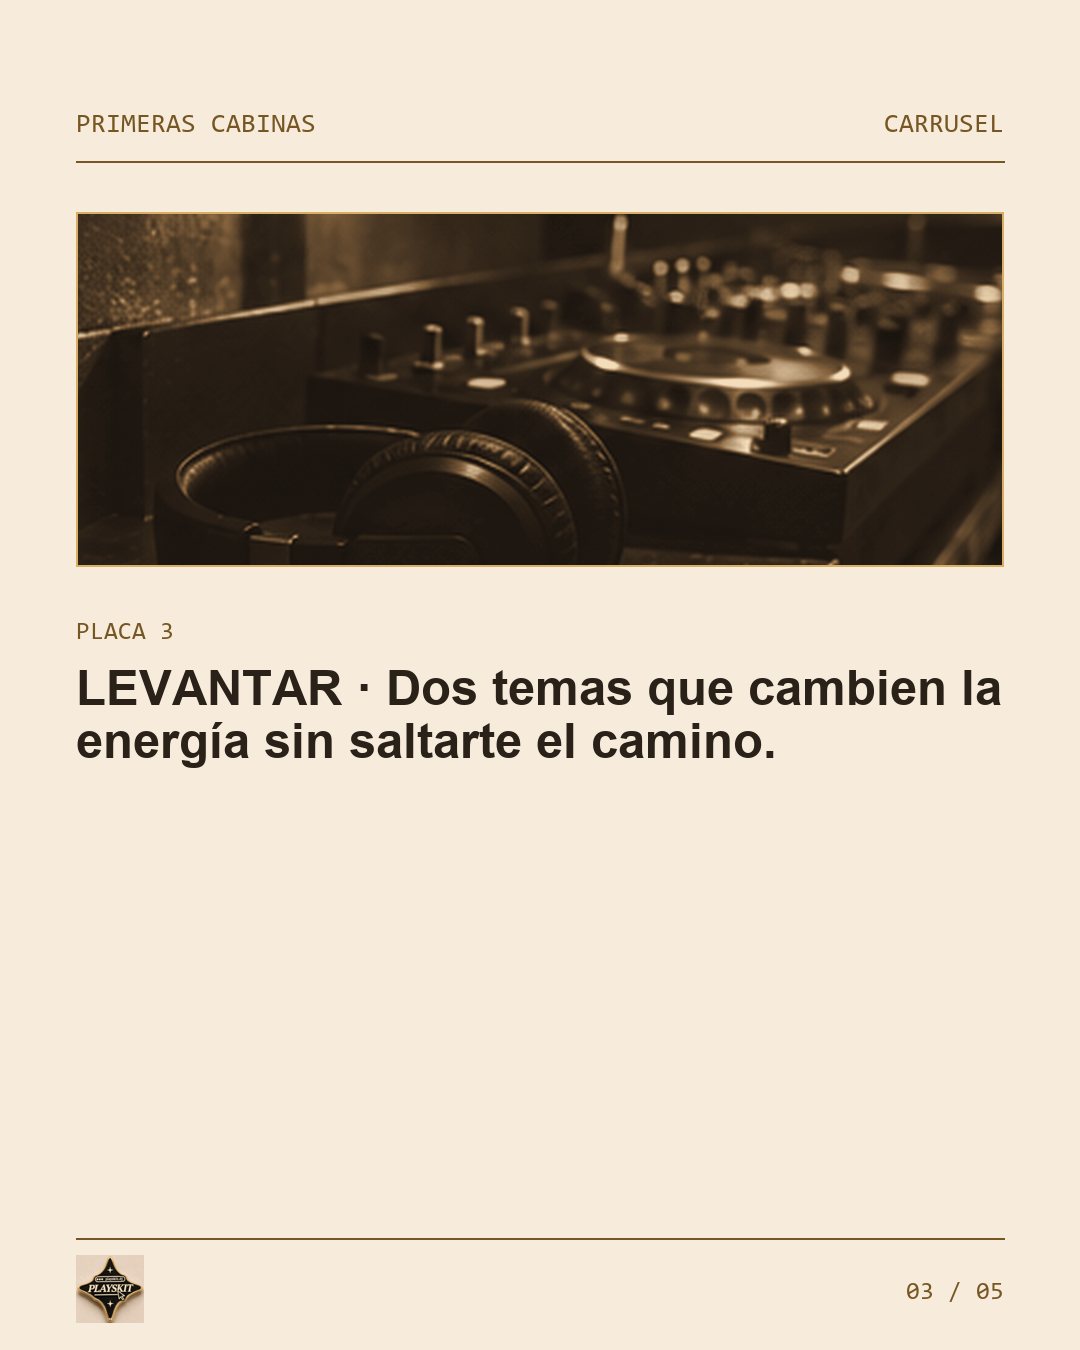 PRIMERAS CABINAS
CARRUSEL
PLACA 3
LEVANTAR · Dos temas que cambien la
energía sin saltarte el camino.
PLAYSKIT
03 / 05